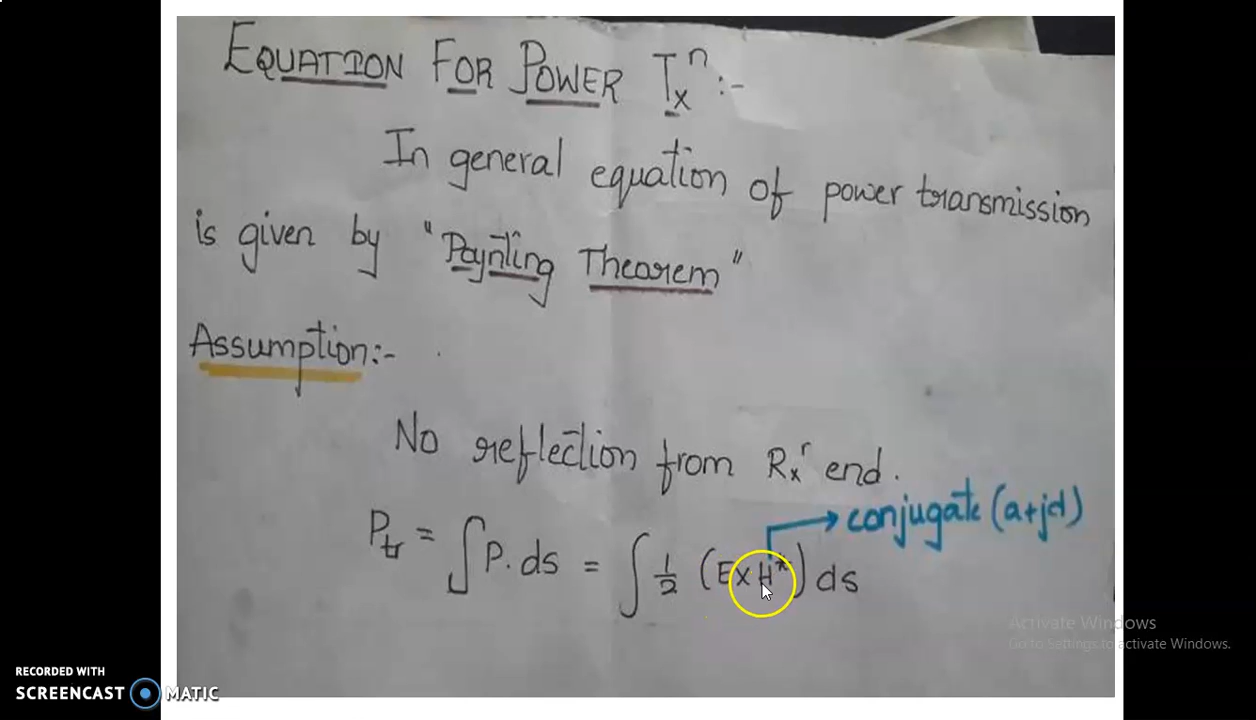 EQUATION FOR POWER Txⁿ :-
In general equation of power transmission
is given by "Paynting Theorem"
Assumption:-
No reflection from Rxʳ end.
conjugate (a+jd)
Ptr = ∫ P. ds = ∫ 1/2 (E×H*) ds
Activate Windows
Go to Settings to activate Windows.
RECORDED WITH
SCREENCAST MATIC